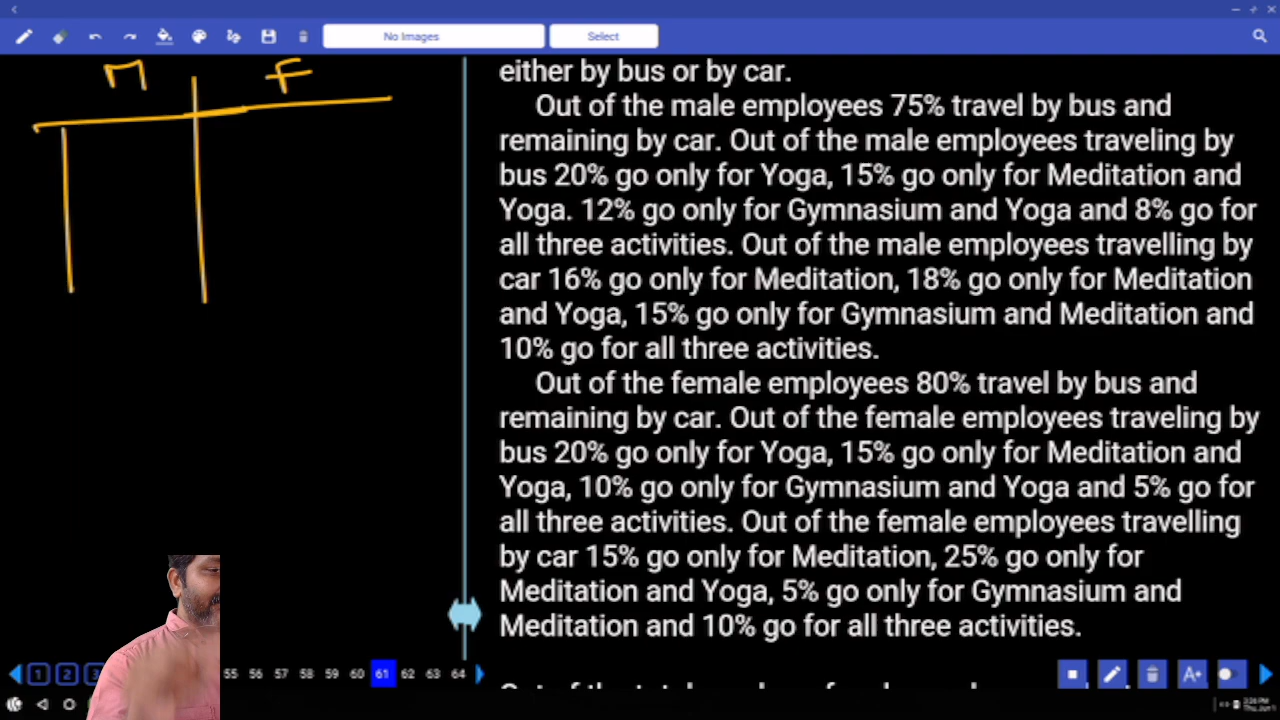 No Images
Select
M F
either by bus or by car.
Out of the male employees 75% travel by bus and
remaining by car. Out of the male employees traveling by
bus 20% go only for Yoga, 15% go only for Meditation and
Yoga. 12% go only for Gymnasium and Yoga and 8% go for
all three activities. Out of the male employees travelling by
car 16% go only for Meditation, 18% go only for Meditation
and Yoga, 15% go only for Gymnasium and Meditation and
10% go for all three activities.
Out of the female employees 80% travel by bus and
remaining by car. Out of the female employees traveling by
bus 20% go only for Yoga, 15% go only for Meditation and
Yoga, 10% go only for Gymnasium and Yoga and 5% go for
all three activities. Out of the female employees travelling
by car 15% go only for Meditation, 25% go only for
Meditation and Yoga, 5% go only for Gymnasium and
Meditation and 10% go for all three activities.
1 2 3 55 56 57 58 59 60 61 62 63 64
A+